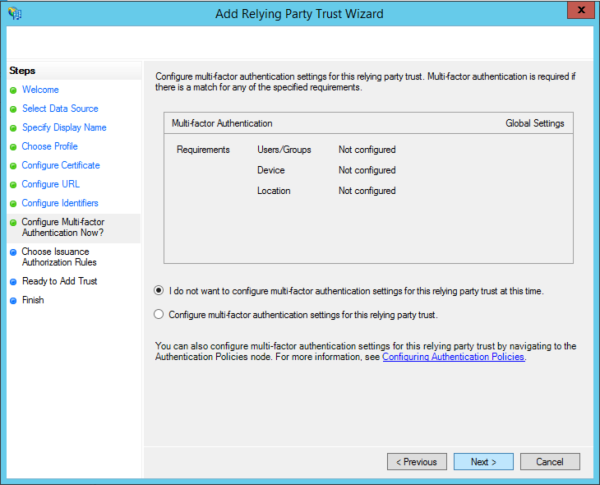 Add Relying Party Trust Wizard
x
Steps
Welcome
Select Data Source
Specify Display Name
Choose Profile
Configure Certificate
Configure URL
Configure Identifiers
Configure Multi-factor
Authentication Now?
Choose Issuance
Authorization Rules
Ready to Add Trust
Finish
Configure multi-factor authentication settings for this relying party trust. Multi-factor authentication is required if
there is a match for any of the specified requirements.
Multi-factor Authentication Global Settings
Requirements Users/Groups Not configured
Device Not configured
Location Not configured
I do not want to configure multi-factor authentication settings for this relying party trust at this time.
Configure multi-factor authentication settings for this relying party trust.
You can also configure multi-factor authentication settings for this relying party trust by navigating to the
Authentication Policies node. For more information, see Configuring Authentication Policies.
< Previous Next > Cancel